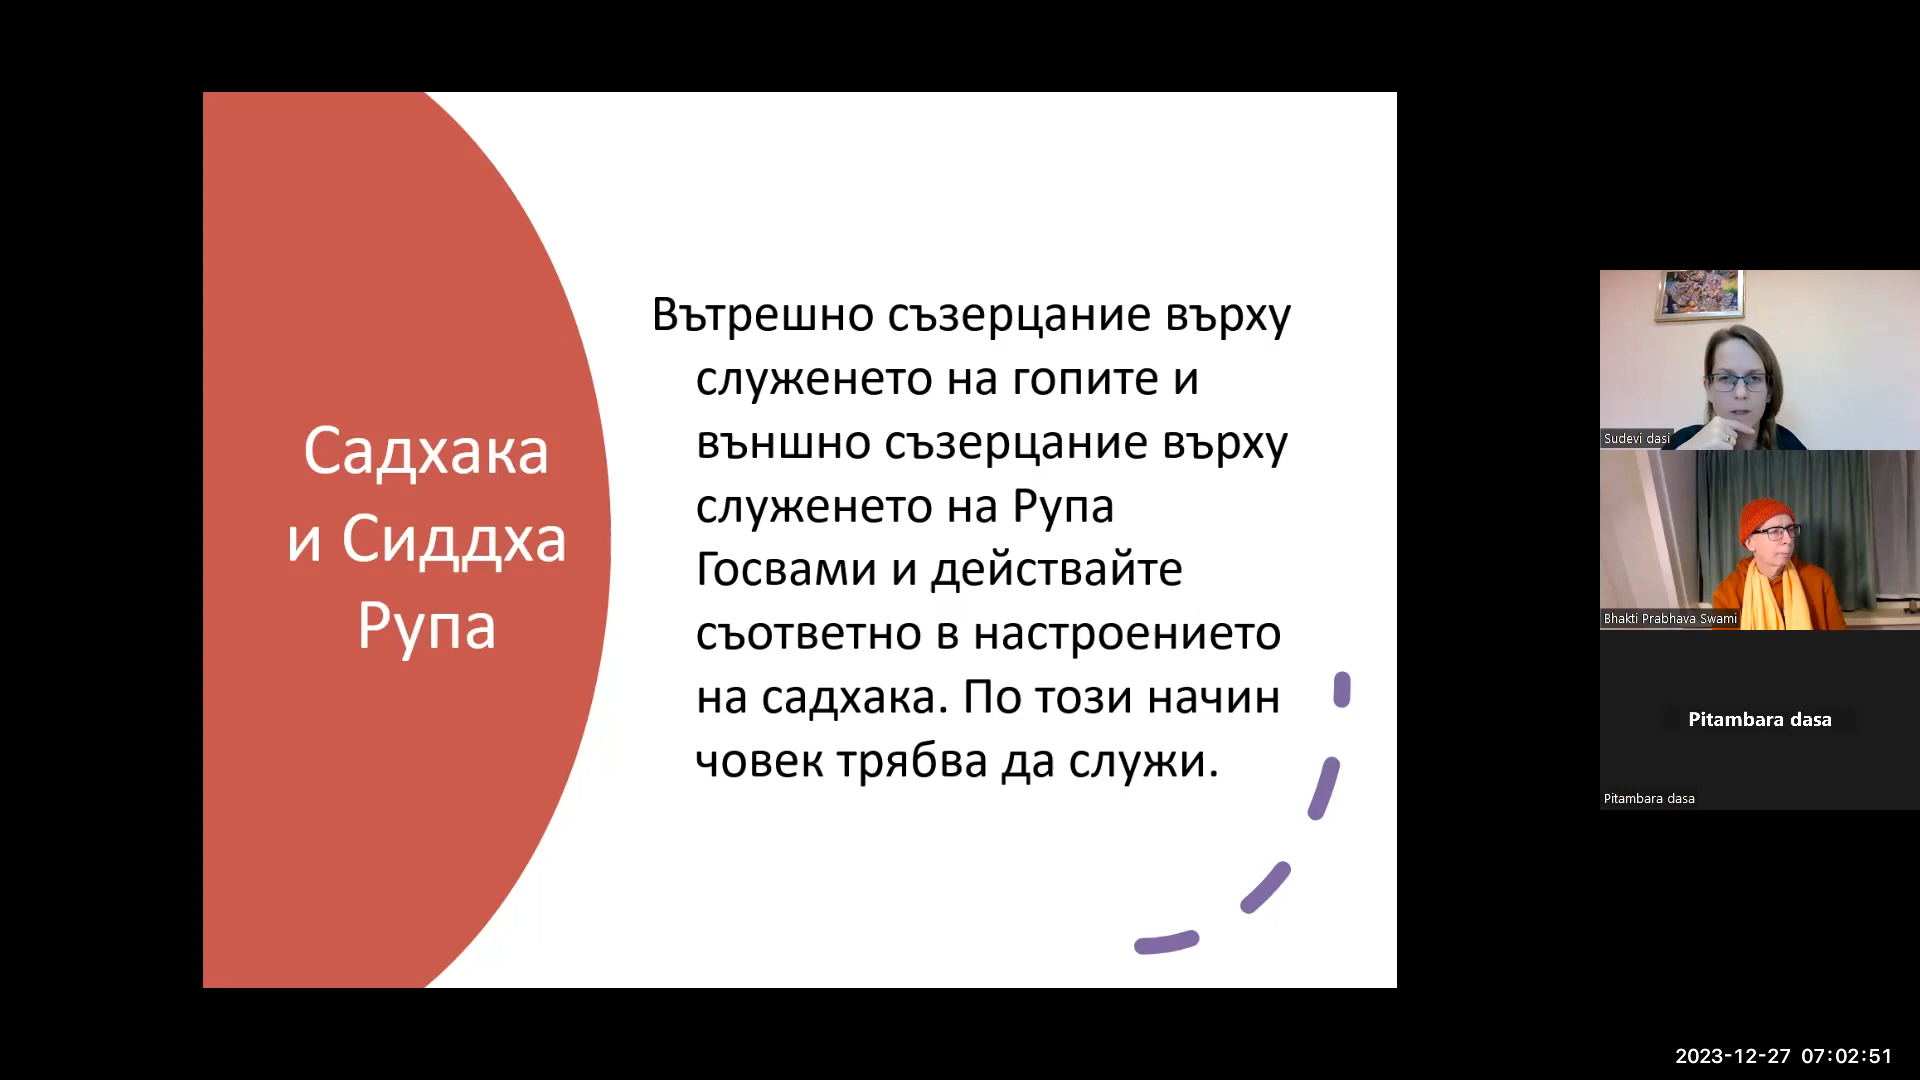 Садхака
и Сиддха
Рупа
Вътрешно съзерцание върху
служенето на гопите и
външно съзерцание върху
служенето на Рупа
Госвами и действайте
съответно в настроението
на садхака. По този начин
човек трябва да служи.
Sudevi dasi
Bhakti Prabhava Swami
Pitambara dasa
Pitambara dasa
2023-12-27 07:02:51